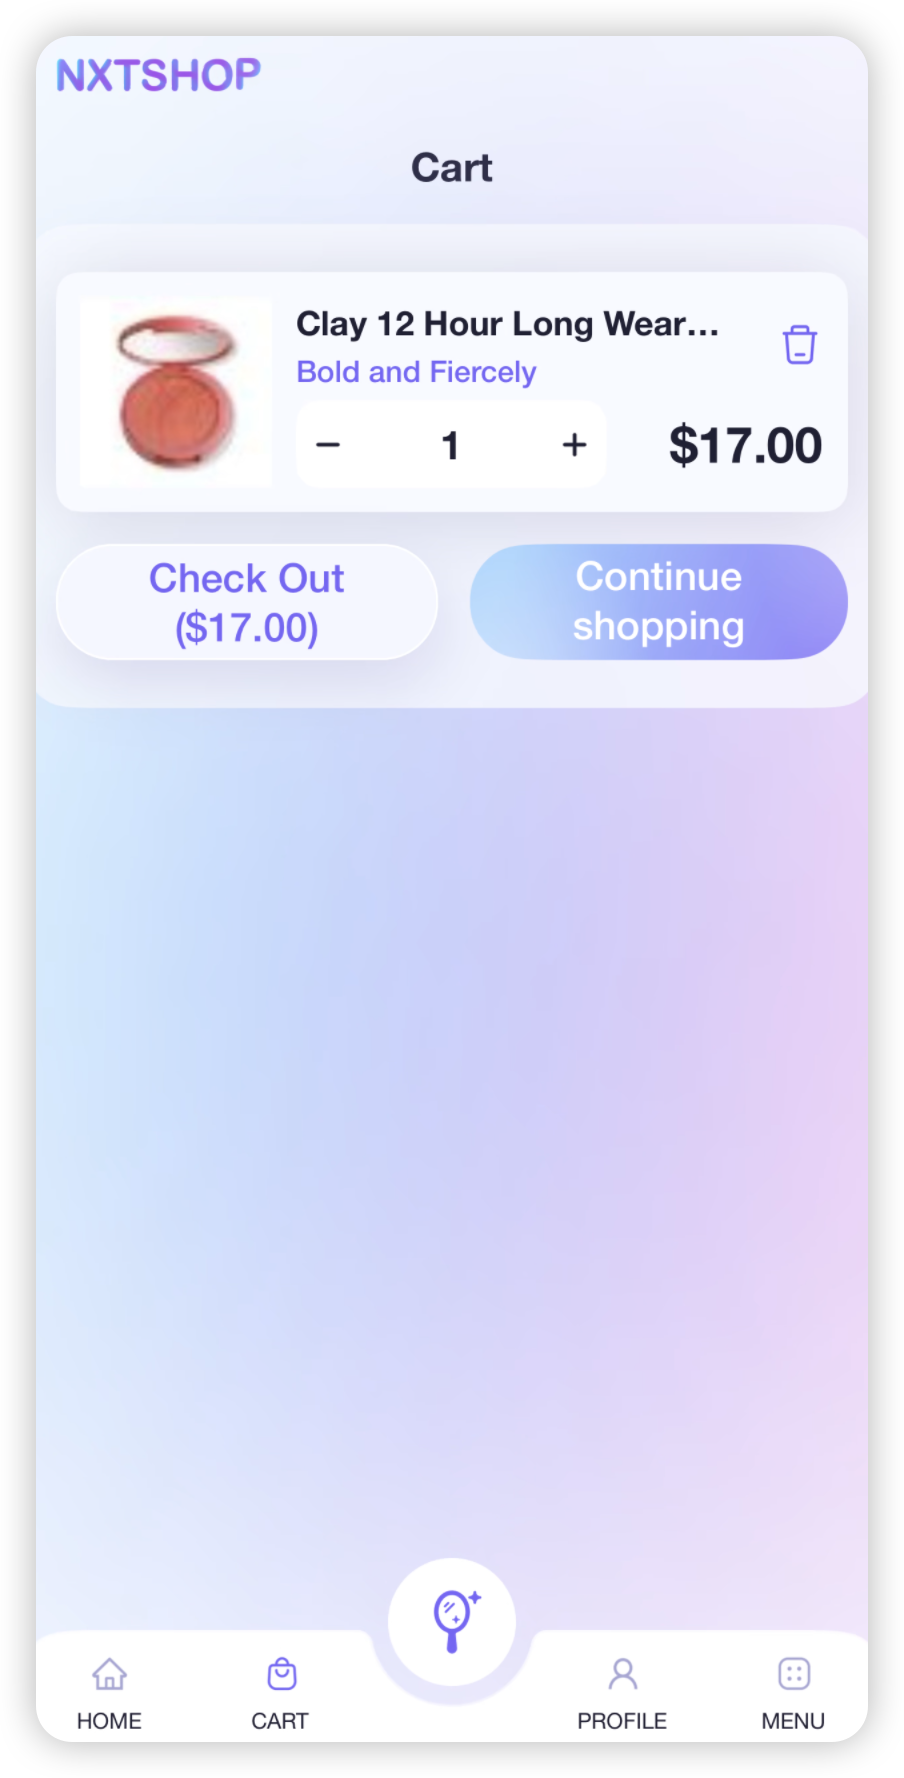 NXTSHOP
Cart
Clay 12 Hour Long Wear...
Bold and Fiercely
− 1 +
$17.00
Check Out
($17.00)
Continue
shopping
HOME
CART
PROFILE
MENU